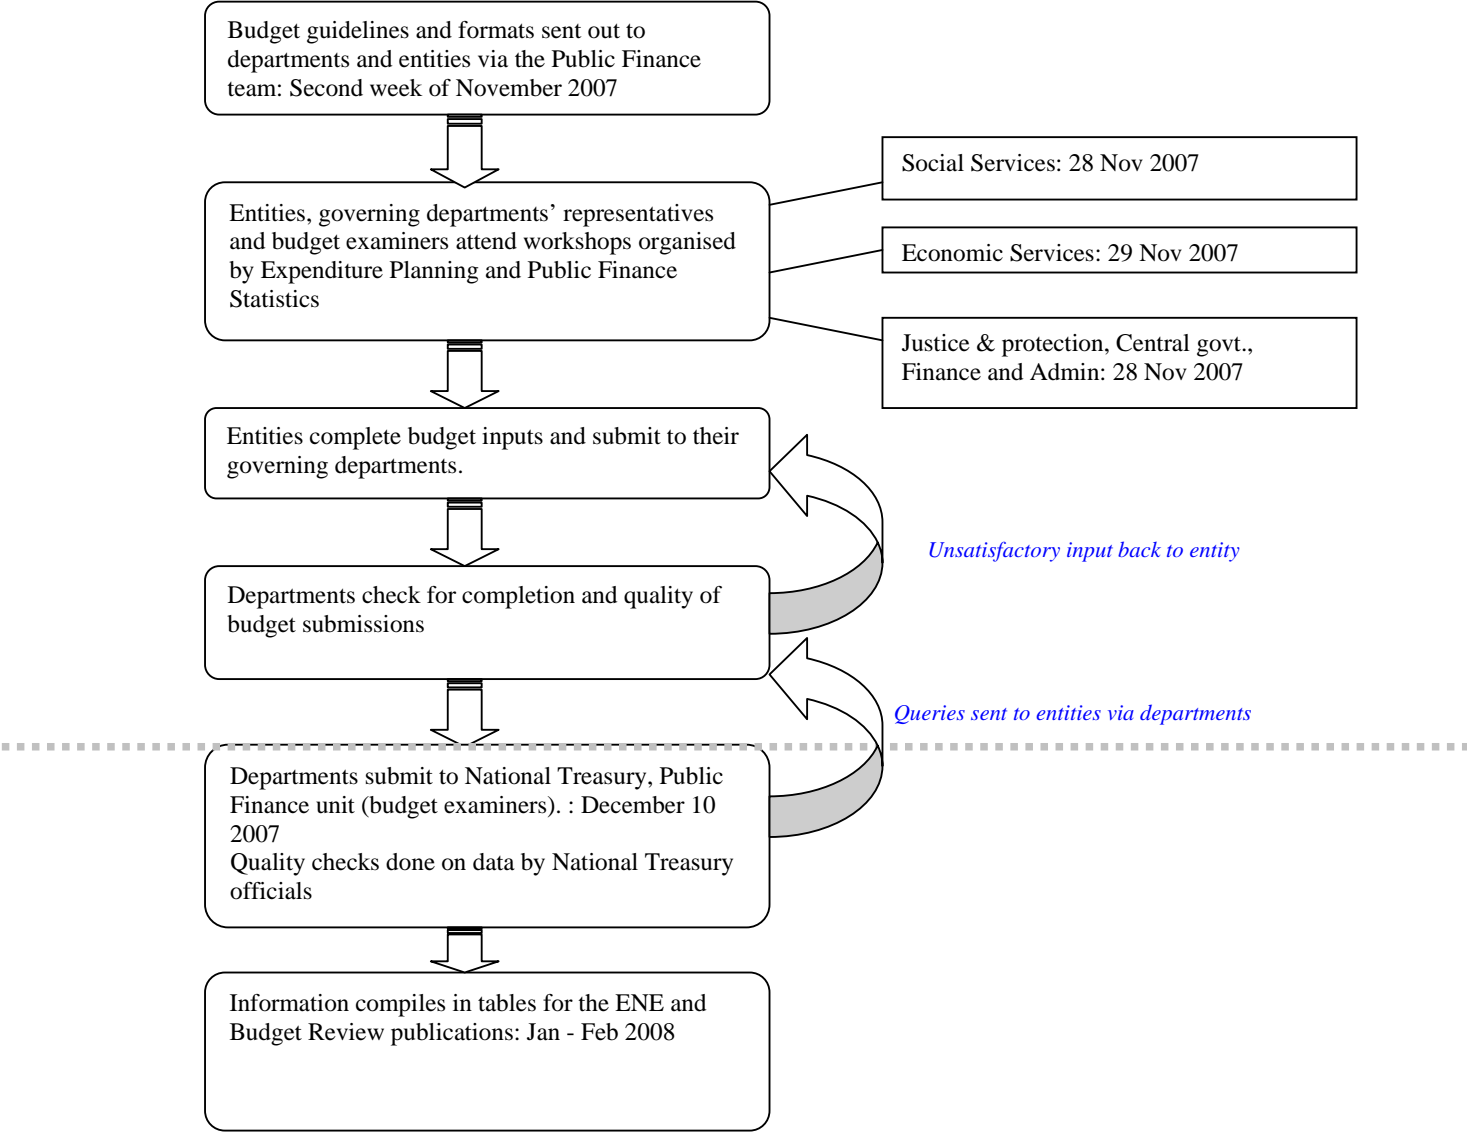 Budget guidelines and formats sent out to
departments and entities via the Public Finance
team: Second week of November 2007
Social Services: 28 Nov 2007
Entities, governing departments’ representatives
and budget examiners attend workshops organised
by Expenditure Planning and Public Finance
Statistics
Economic Services: 29 Nov 2007
Justice & protection, Central govt.,
Finance and Admin: 28 Nov 2007
Entities complete budget inputs and submit to their
governing departments.
Unsatisfactory input back to entity
Departments check for completion and quality of
budget submissions
Queries sent to entities via departments
Departments submit to National Treasury, Public
Finance unit (budget examiners). : December 10
2007
Quality checks done on data by National Treasury
officials
Information compiles in tables for the ENE and
Budget Review publications: Jan - Feb 2008